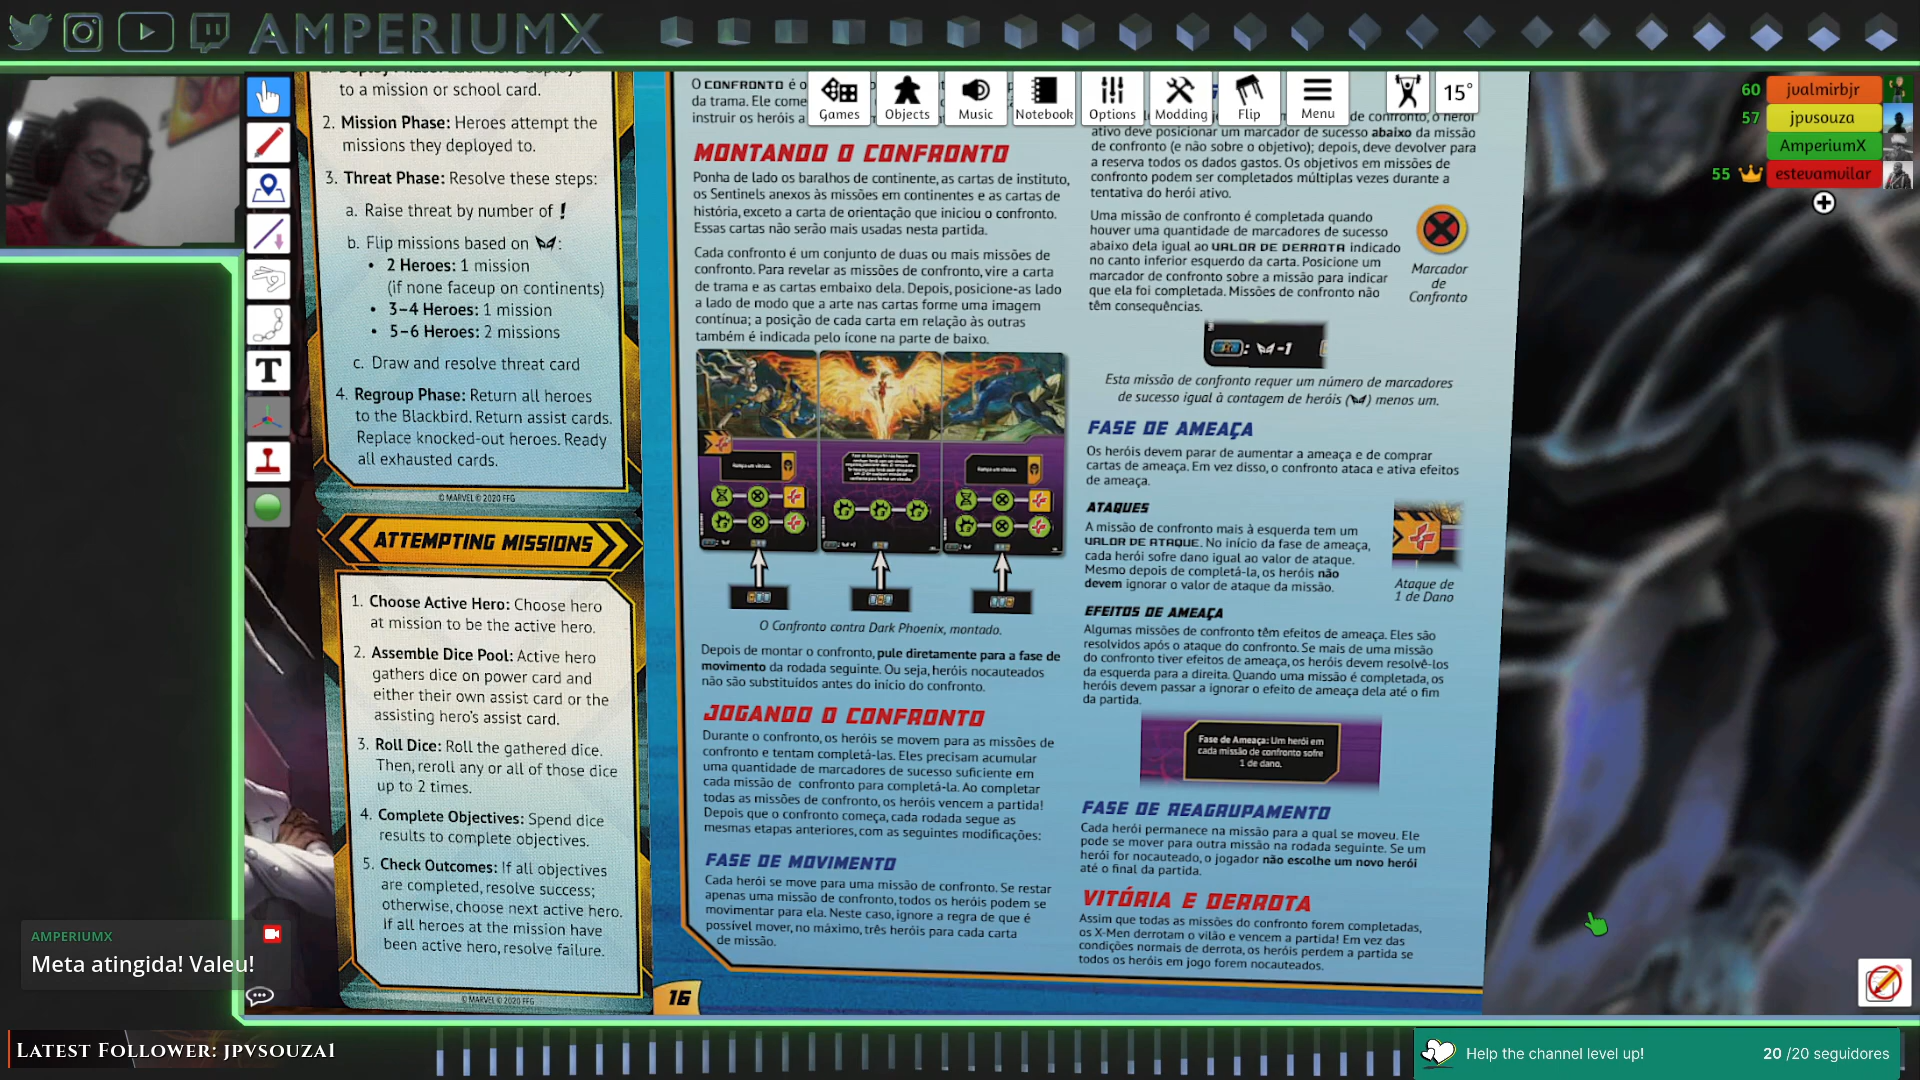 AMPERIUMX
to a mission or school card.
2. Mission Phase: Heroes attempt the
missions they deployed to.
3. Threat Phase: Resolve these steps:
a. Raise threat by number of !
b. Flip missions based on :
• 2 Heroes: 1 mission
(if none faceup on continents)
• 3–4 Heroes: 1 mission
• 5–6 Heroes: 2 missions
c. Draw and resolve threat card
4. Regroup Phase: Return all heroes
to the Blackbird. Return assist cards.
Replace knocked-out heroes. Ready
all exhausted cards.
© MARVEL © 2020 FFG
ATTEMPTING MISSIONS
1. Choose Active Hero: Choose hero
at mission to be the active hero.
2. Assemble Dice Pool: Active hero
gathers dice on power card and
either their own assist card or the
assisting hero's assist card.
3. Roll Dice: Roll the gathered dice.
Then, reroll any or all of those dice
up to 2 times.
4. Complete Objectives: Spend dice
results to complete objectives.
5. Check Outcomes: If all objectives
are completed, resolve success;
otherwise, choose next active hero.
If all heroes at the mission have
been active hero, resolve failure.
© MARVEL © 2020 FFG
O CONFRONTO é o
da trama. Ele come
instruir os heróis a
MONTANDO O CONFRONTO
Ponha de lado os baralhos de continente, as cartas de instituto,
os Sentinels anexos às missões em continentes e as cartas de
história, exceto a carta de orientação que iniciou o confronto.
Essas cartas não serão mais usadas nesta partida.
Cada confronto é um conjunto de duas ou mais missões de
confronto. Para revelar as missões de confronto, vire a carta
de trama e as cartas embaixo dela. Depois, posicione-as lado
a lado de modo que a arte nas cartas forme uma imagem
contínua; a posição de cada carta em relação às outras
também é indicada pelo ícone na parte de baixo.
O Confronto contra Dark Phoenix, montado.
Depois de montar o confronto, pule diretamente para a fase de
movimento da rodada seguinte. Ou seja, heróis nocauteados
não são substituídos antes do início do confronto.
JOGANDO O CONFRONTO
Durante o confronto, os heróis se movem para as missões de
confronto e tentam completá-las. Eles precisam acumular
uma quantidade de marcadores de sucesso suficiente em
cada missão de confronto para completá-la. Ao completar
todas as missões de confronto, os heróis vencem a partida!
Depois que o confronto começa, cada rodada segue as
mesmas etapas anteriores, com as seguintes modificações:
FASE DE MOVIMENTO
Cada herói se move para uma missão de confronto. Se restar
apenas uma missão de confronto, todos os heróis podem se
movimentar para ela. Neste caso, ignore a regra de que é
possível mover, no máximo, três heróis para cada carta
de missão.
16
de confronto, o herói
ativo deve posicionar um marcador de sucesso abaixo da missão
de confronto (e não sobre o objetivo); depois, deve devolver para
a reserva todos os dados gastos. Os objetivos em missões de
confronto podem ser completados múltiplas vezes durante a
tentativa do herói ativo.
Uma missão de confronto é completada quando
houver uma quantidade de marcadores de sucesso
abaixo dela igual ao VALOR DE DERROTA indicado
no canto inferior esquerdo da carta. Posicione um
marcador de confronto sobre a missão para indicar
que ela foi completada. Missões de confronto não
têm consequências.
Marcador
de
Confronto
: -1
Esta missão de confronto requer um número de marcadores
de sucesso igual à contagem de heróis () menos um.
FASE DE AMEAÇA
Os heróis devem parar de aumentar a ameaça e de comprar
cartas de ameaça. Em vez disso, o confronto ataca e ativa efeitos
de ameaça.
ATAQUES
A missão de confronto mais à esquerda tem um
VALOR DE ATAQUE. No início da fase de ameaça,
cada herói sofre dano igual ao valor de ataque.
Mesmo depois de completá-la, os heróis não
devem ignorar o valor de ataque da missão.
Ataque de
1 de Dano
EFEITOS DE AMEAÇA
Algumas missões de confronto têm efeitos de ameaça. Eles são
resolvidos após o ataque do confronto. Se mais de uma missão
do confronto tiver efeitos de ameaça, os heróis devem resolvê-los
da esquerda para a direita. Quando uma missão é completada, os
heróis devem passar a ignorar o efeito de ameaça dela até o fim
da partida.
Fase de Ameaça: Um herói em
cada missão de confronto sofre
1 de dano.
FASE DE REAGRUPAMENTO
Cada herói permanece na missão para a qual se moveu. Ele
pode se mover para outra missão na rodada seguinte. Se um
herói for nocauteado, o jogador não escolhe um novo herói
até o final da partida.
VITÓRIA E DERROTA
Assim que todas as missões do confronto forem completadas,
os X-Men derrotam o vilão e vencem a partida! Em vez das
condições normais de derrota, os heróis perdem a partida se
todos os heróis em jogo forem nocauteados.
Games
Objects
Music
Notebook
Options
Modding
Flip
Menu
15°
60 jvalmirbjr
57 jpvsouza
AmperiumX
55 estevamvilar
T
AMPERIUMX
Meta atingida! Valeu!
LATEST FOLLOWER: JPVSOUZA1
Help the channel level up!
20 /20 seguidores